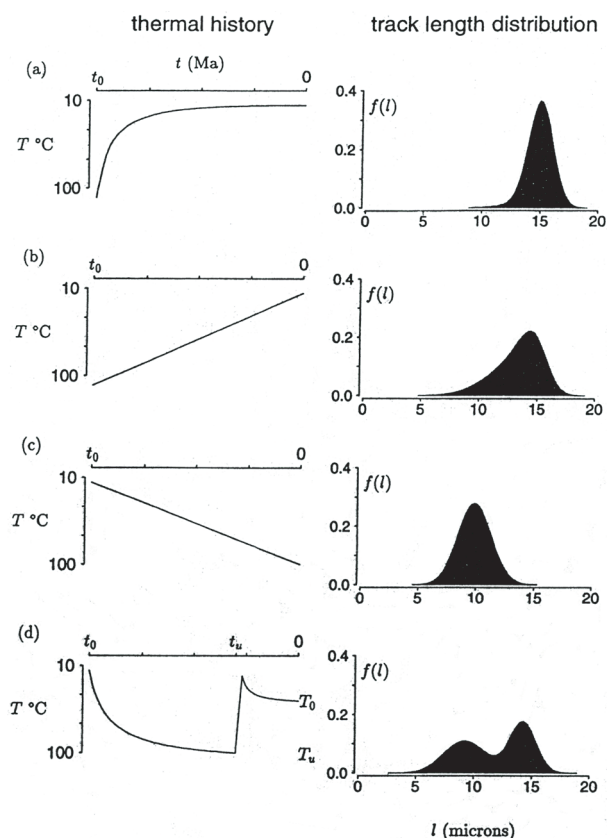 thermal history
track length distribution
(a)
t₀
t (Ma)
0
10
T °C
100
0.4
f(l)
0.2
0.0
0 5 10 15 20
(b)
t₀
0
10
T °C
100
0.4
f(l)
0.2
0.0
0 5 10 15 20
(c)
t₀
0
10
T °C
100
0.4
f(l)
0.2
0.0
0 5 10 15 20
(d)
t₀
tᵤ
0
10
T °C
T₀
100
Tᵤ
0.4
f(l)
0.2
0.0
0 5 10 15 20
l (microns)